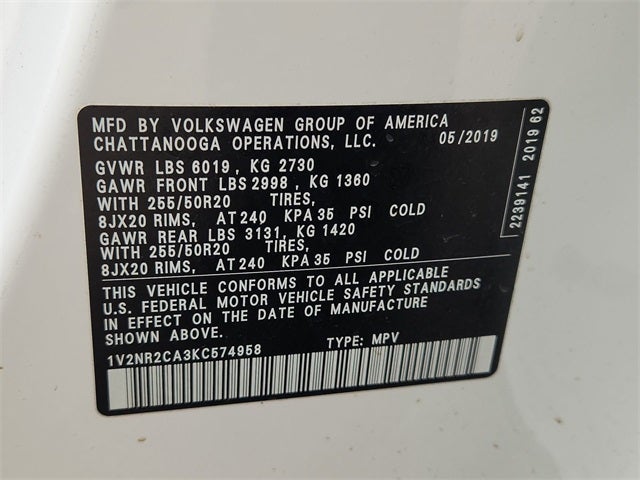 MFD BY VOLKSWAGEN GROUP OF AMERICA
CHATTANOOGA OPERATIONS, LLC. 05/2019
GVWR LBS 6019 , KG 2730
GAWR FRONT LBS 2998 , KG 1360
WITH 255/50R20 TIRES,
8JX20 RIMS, AT 240 KPA 35 PSI COLD
GAWR REAR LBS 3131, KG 1420
WITH 255/50R20 TIRES,
8JX20 RIMS, AT 240 KPA 35 PSI COLD
THIS VEHICLE CONFORMS TO ALL APPLICABLE
U.S. FEDERAL MOTOR VEHICLE SAFETY STANDARDS
IN EFFECT ON THE DATE OF MANUFACTURE
SHOWN ABOVE.
1V2NR2CA3KC574958 TYPE: MPV
2239141 2019 62